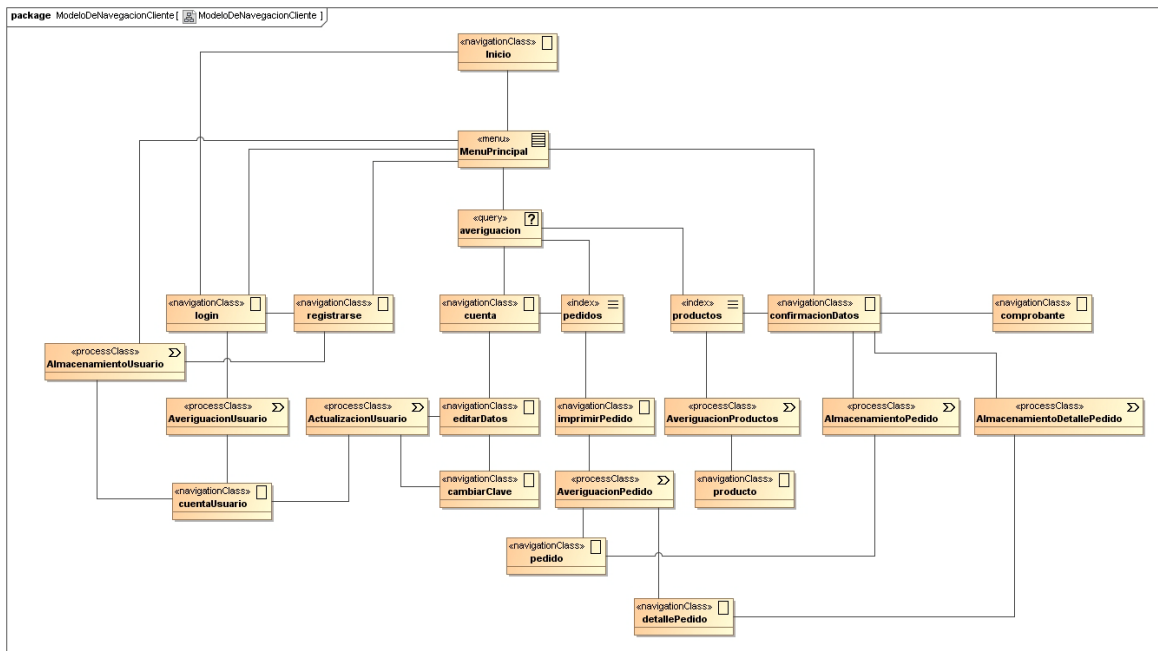 package ModeloDeNavegacionCliente [ ModeloDeNavegacionCliente ]
«navigationClass»
Inicio
«menu»
MenuPrincipal
«query»
?
averiguacion
«navigationClass»
login
«navigationClass»
registrarse
«navigationClass»
cuenta
«index»
pedidos
«index»
productos
«navigationClass»
confirmacionDatos
«navigationClass»
comprobante
«processClass»
AlmacenamientoUsuario
«processClass»
AveriguacionUsuario
«processClass»
ActualizacionUsuario
«navigationClass»
editarDatos
«navigationClass»
imprimirPedido
«processClass»
AveriguacionProductos
«processClass»
AlmacenamientoPedido
«processClass»
AlmacenamientoDetallePedido
«navigationClass»
cuentaUsuario
«navigationClass»
cambiarClave
«processClass»
AveriguacionPedido
«navigationClass»
producto
«navigationClass»
pedido
«navigationClass»
detallePedido